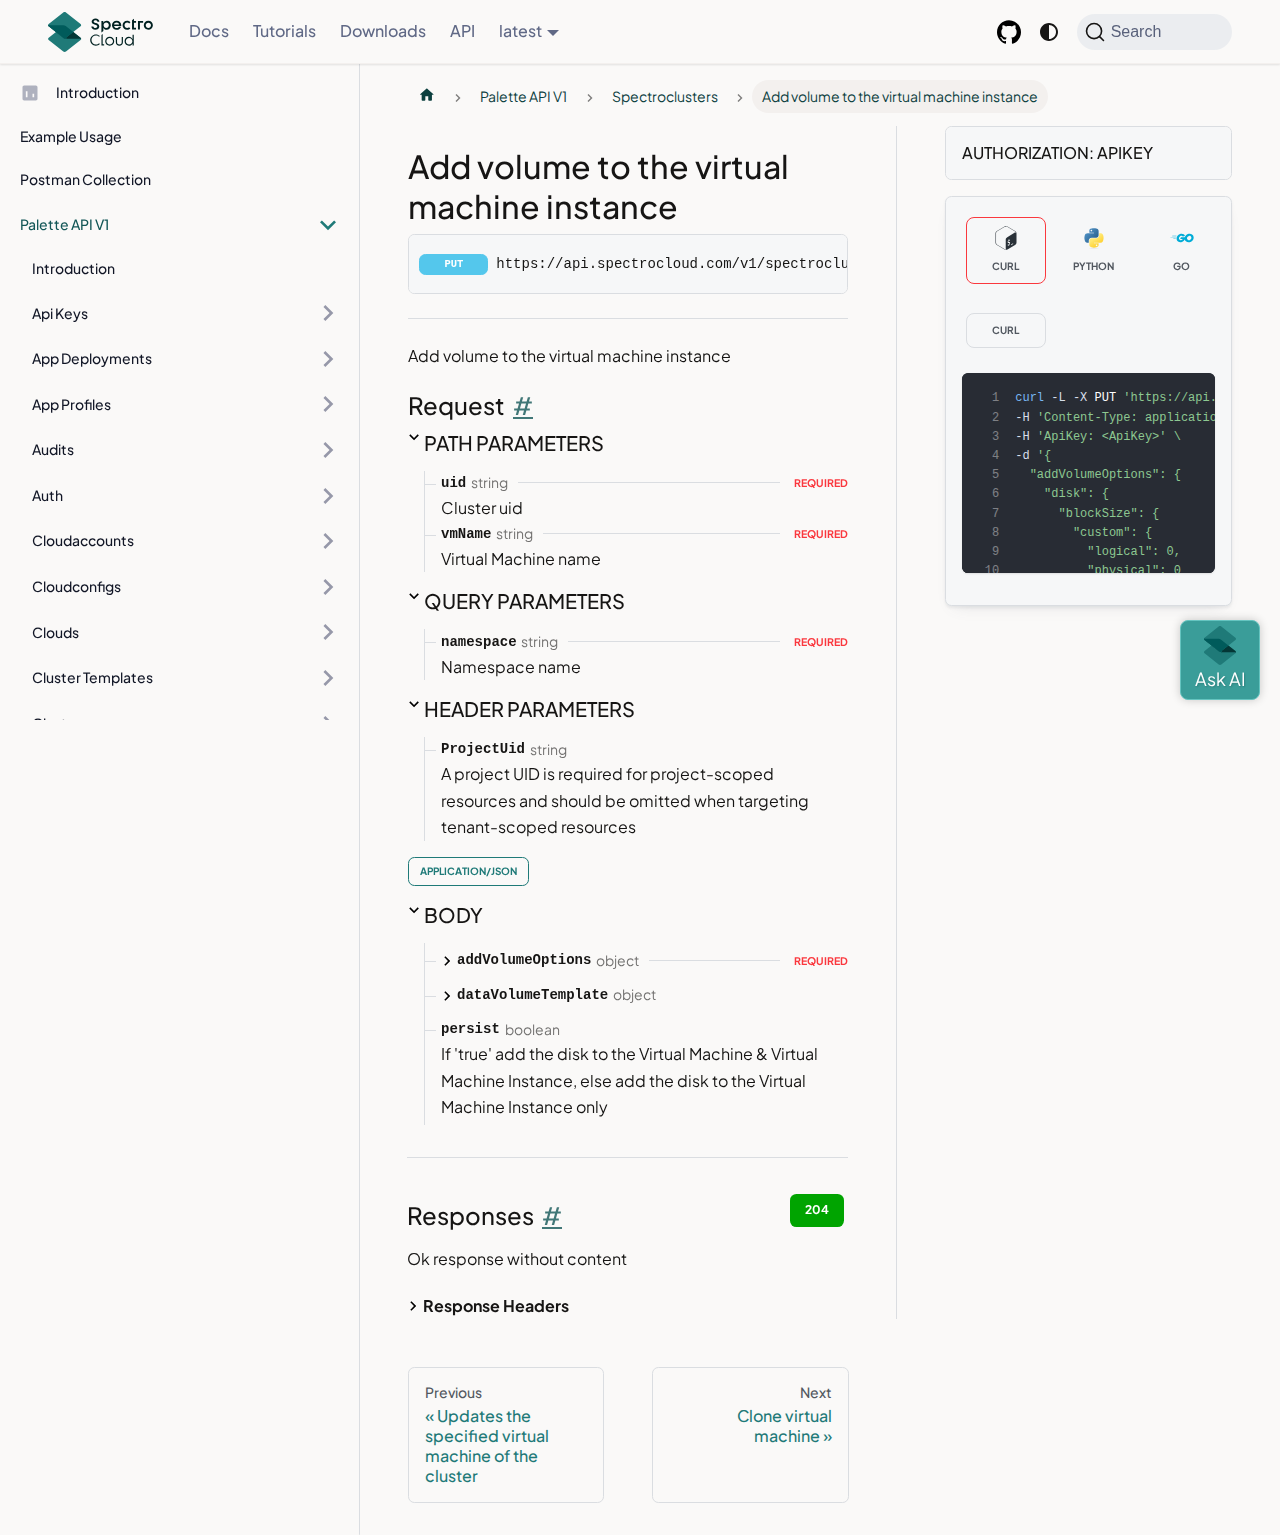 Spectro Cloud
Docs
Tutorials
Downloads
API
latest
Search
Introduction
Example Usage
Postman Collection
Palette API V1
Introduction
Api Keys
App Deployments
App Profiles
Audits
Auth
Cloudaccounts
Cloudconfigs
Clouds
Cluster Templates
Palette API V1
Spectroclusters
Add volume to the virtual machine instance
Add volume to the virtual
machine instance
PUT https://api.spectrocloud.com/v1/spectroclu
Add volume to the virtual machine instance
Request #
PATH PARAMETERS
uid string REQUIRED
Cluster uid
vmName string REQUIRED
Virtual Machine name
QUERY PARAMETERS
namespace string REQUIRED
Namespace name
HEADER PARAMETERS
ProjectUid string
A project UID is required for project-scoped
resources and should be omitted when targeting
tenant-scoped resources
APPLICATION/JSON
BODY
addVolumeOptions object REQUIRED
dataVolumeTemplate object
persist boolean
If 'true' add the disk to the Virtual Machine & Virtual
Machine Instance, else add the disk to the Virtual
Machine Instance only
Responses #
204
Ok response without content
Response Headers
Previous
« Updates the
specified virtual
machine of the
cluster
Next
Clone virtual
machine »
AUTHORIZATION: APIKEY
CURL
PYTHON
GO
CURL
1 curl -L -X PUT 'https://api.
2 -H 'Content-Type: applicatio
3 -H 'ApiKey: <ApiKey>' \
4 -d '{
5 "addVolumeOptions": {
6 "disk": {
7 "blockSize": {
8 "custom": {
9 "logical": 0,
10 "physical": 0
Ask AI